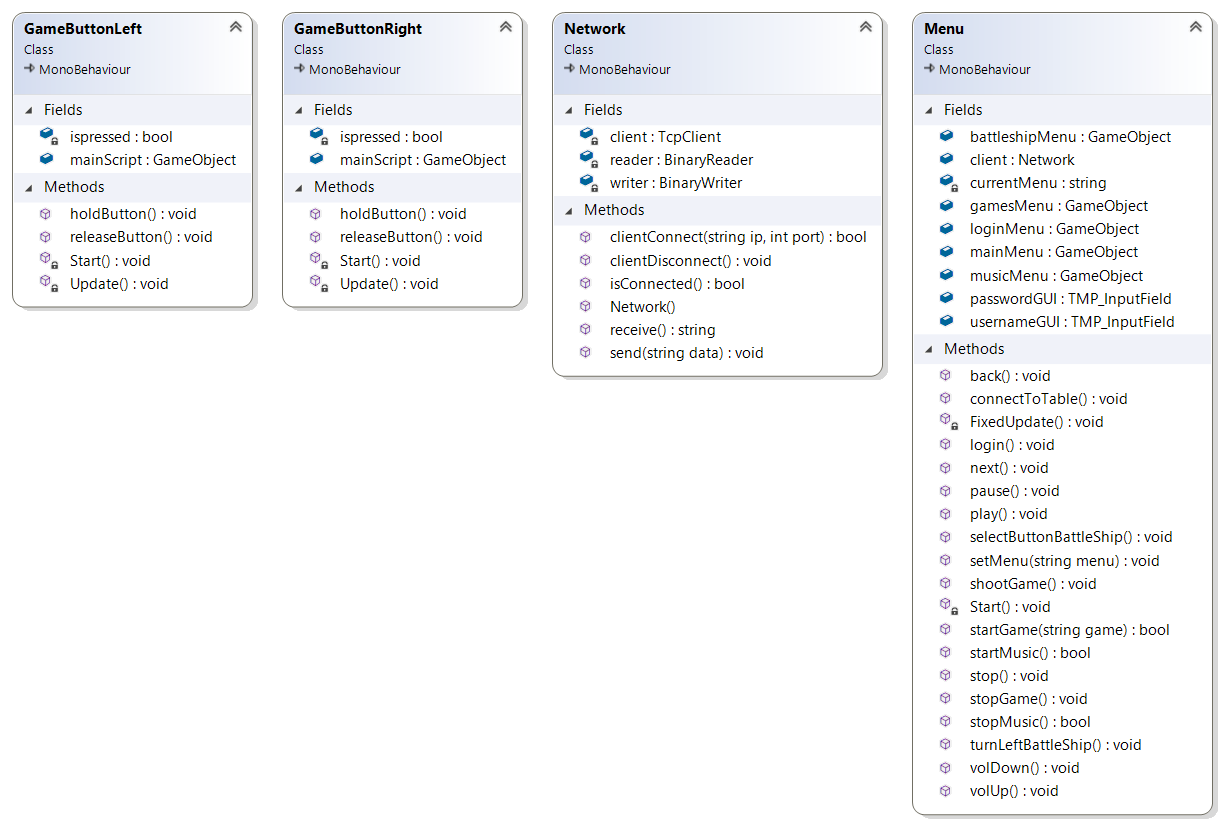 GameButtonLeft
Class
MonoBehaviour
Fields
ispressed : bool
mainScript : GameObject
Methods
holdButton() : void
releaseButton() : void
Start() : void
Update() : void
GameButtonRight
Class
MonoBehaviour
Fields
ispressed : bool
mainScript : GameObject
Methods
holdButton() : void
releaseButton() : void
Start() : void
Update() : void
Network
Class
MonoBehaviour
Fields
client : TcpClient
reader : BinaryReader
writer : BinaryWriter
Methods
clientConnect(string ip, int port) : bool
clientDisconnect() : void
isConnected() : bool
Network()
receive() : string
send(string data) : void
Menu
Class
MonoBehaviour
Fields
battleshipMenu : GameObject
client : Network
currentMenu : string
gamesMenu : GameObject
loginMenu : GameObject
mainMenu : GameObject
musicMenu : GameObject
passwordGUI : TMP_InputField
usernameGUI : TMP_InputField
Methods
back() : void
connectToTable() : void
FixedUpdate() : void
login() : void
next() : void
pause() : void
play() : void
selectButtonBattleShip() : void
setMenu(string menu) : void
shootGame() : void
Start() : void
startGame(string game) : bool
startMusic() : bool
stop() : void
stopGame() : void
stopMusic() : bool
turnLeftBattleShip() : void
volDown() : void
volUp() : void